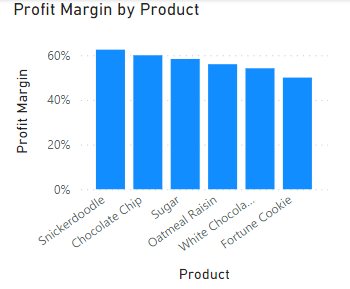 Profit Margin by Product
Profit Margin
60%
40%
20%
0%
Snickerdoodle
Chocolate Chip
Sugar
Oatmeal Raisin
White Chocola...
Fortune Cookie
Product